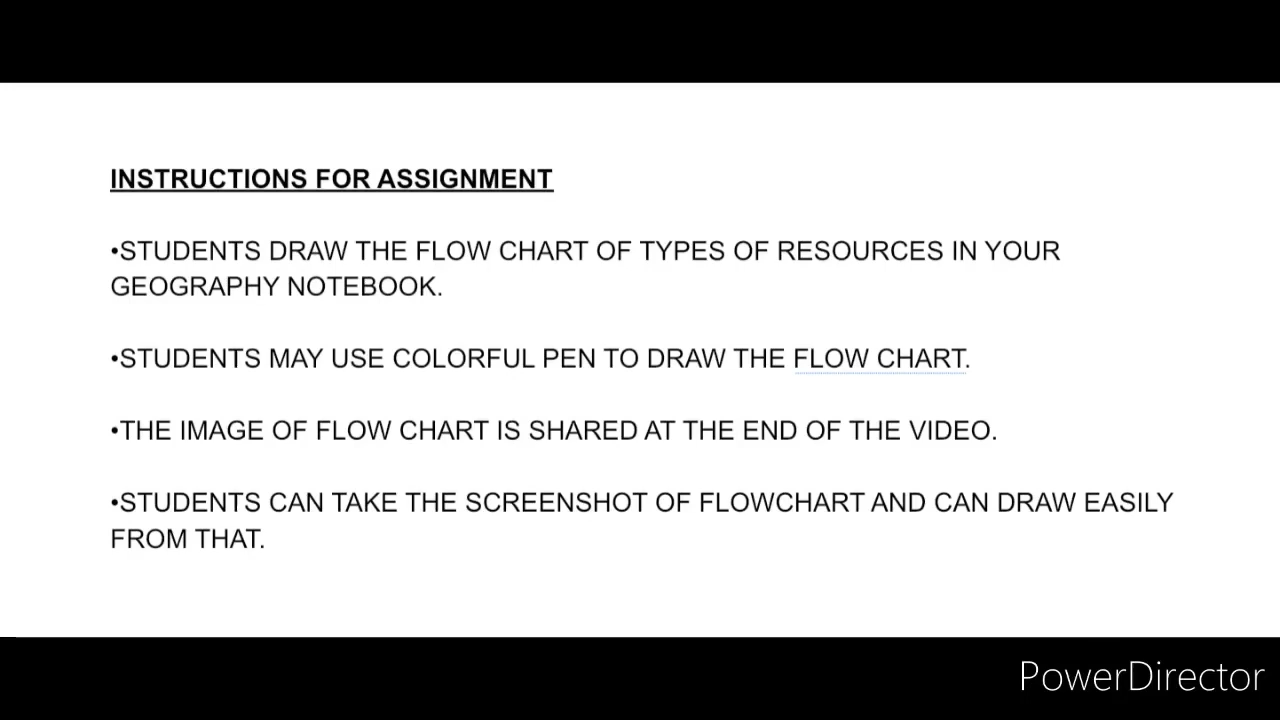 INSTRUCTIONS FOR ASSIGNMENT
•STUDENTS DRAW THE FLOW CHART OF TYPES OF RESOURCES IN YOUR
GEOGRAPHY NOTEBOOK.
•STUDENTS MAY USE COLORFUL PEN TO DRAW THE FLOW CHART.
•THE IMAGE OF FLOW CHART IS SHARED AT THE END OF THE VIDEO.
•STUDENTS CAN TAKE THE SCREENSHOT OF FLOWCHART AND CAN DRAW EASILY
FROM THAT.
PowerDirector